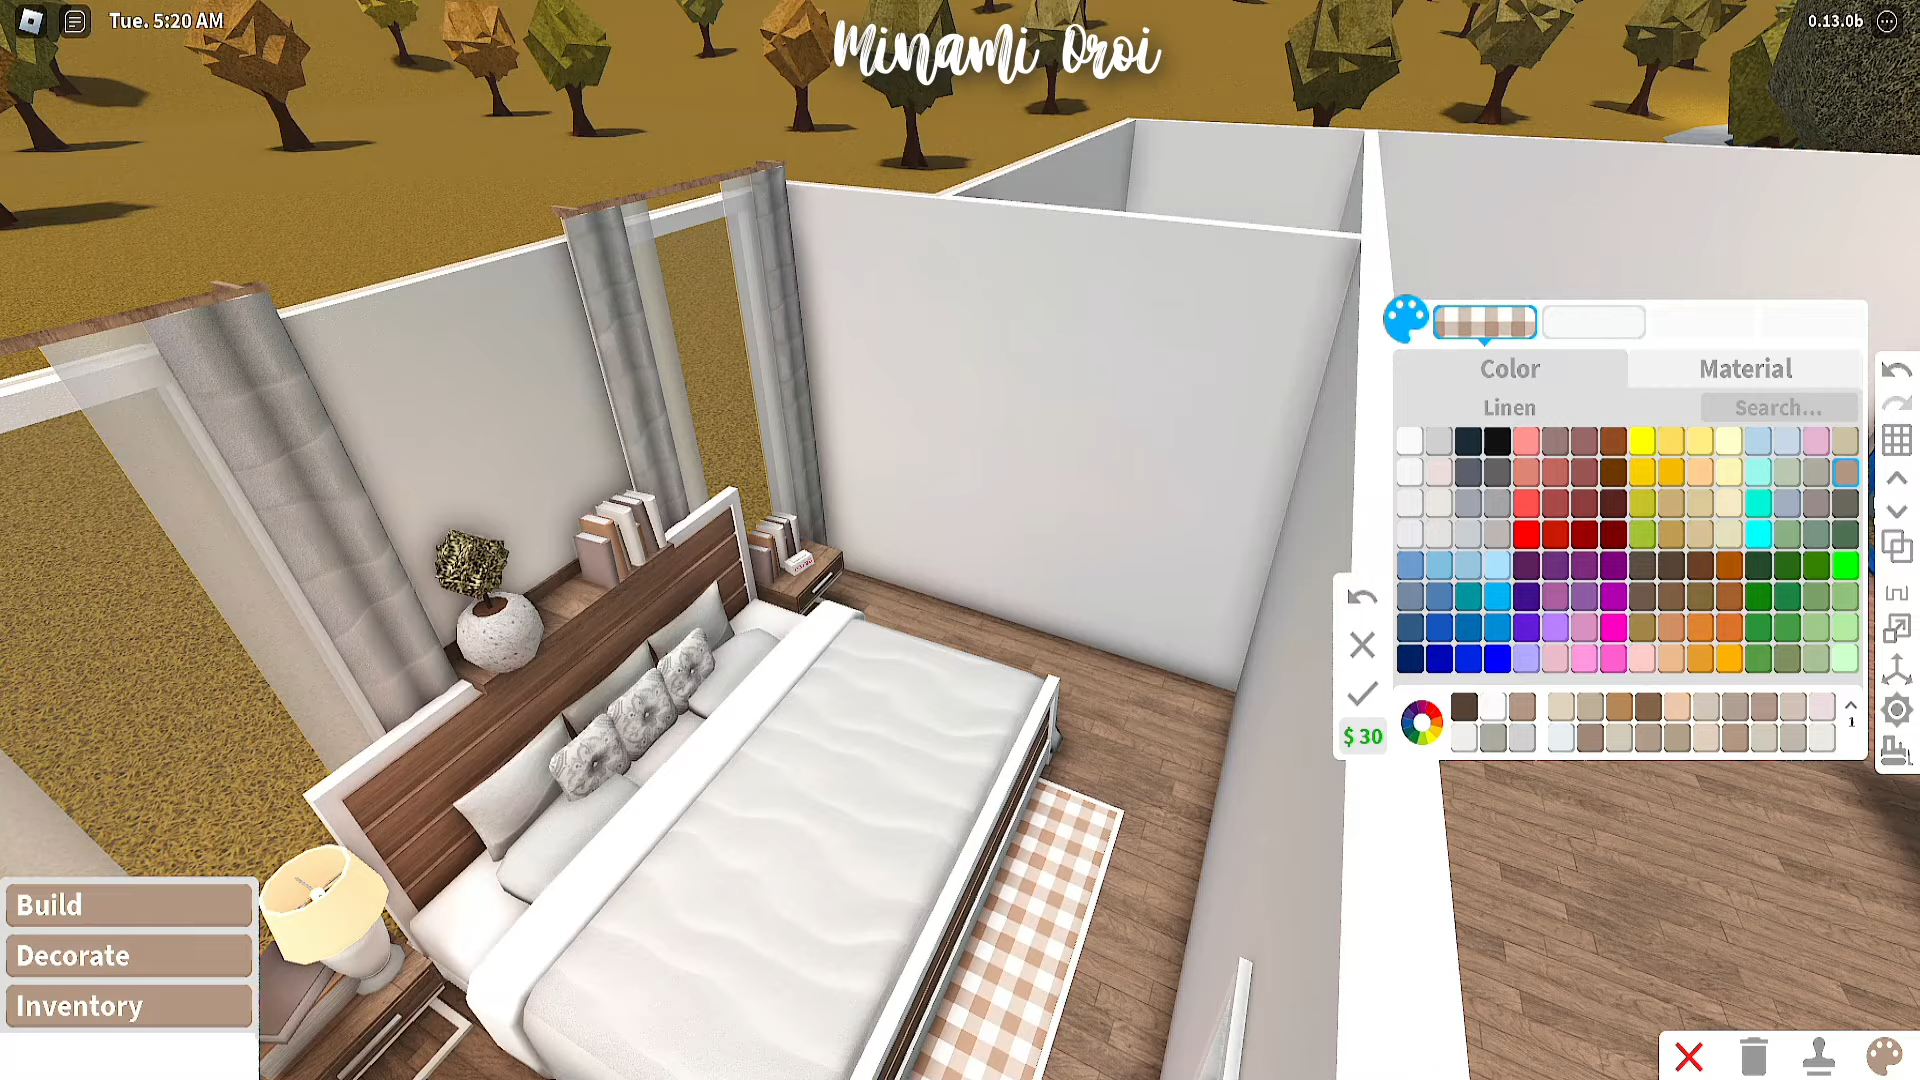 Tue. 5:20 AM
Minami Oroi
0.13.0b
Color
Material
Linen
Search...
1
$ 30
Build
Decorate
Inventory